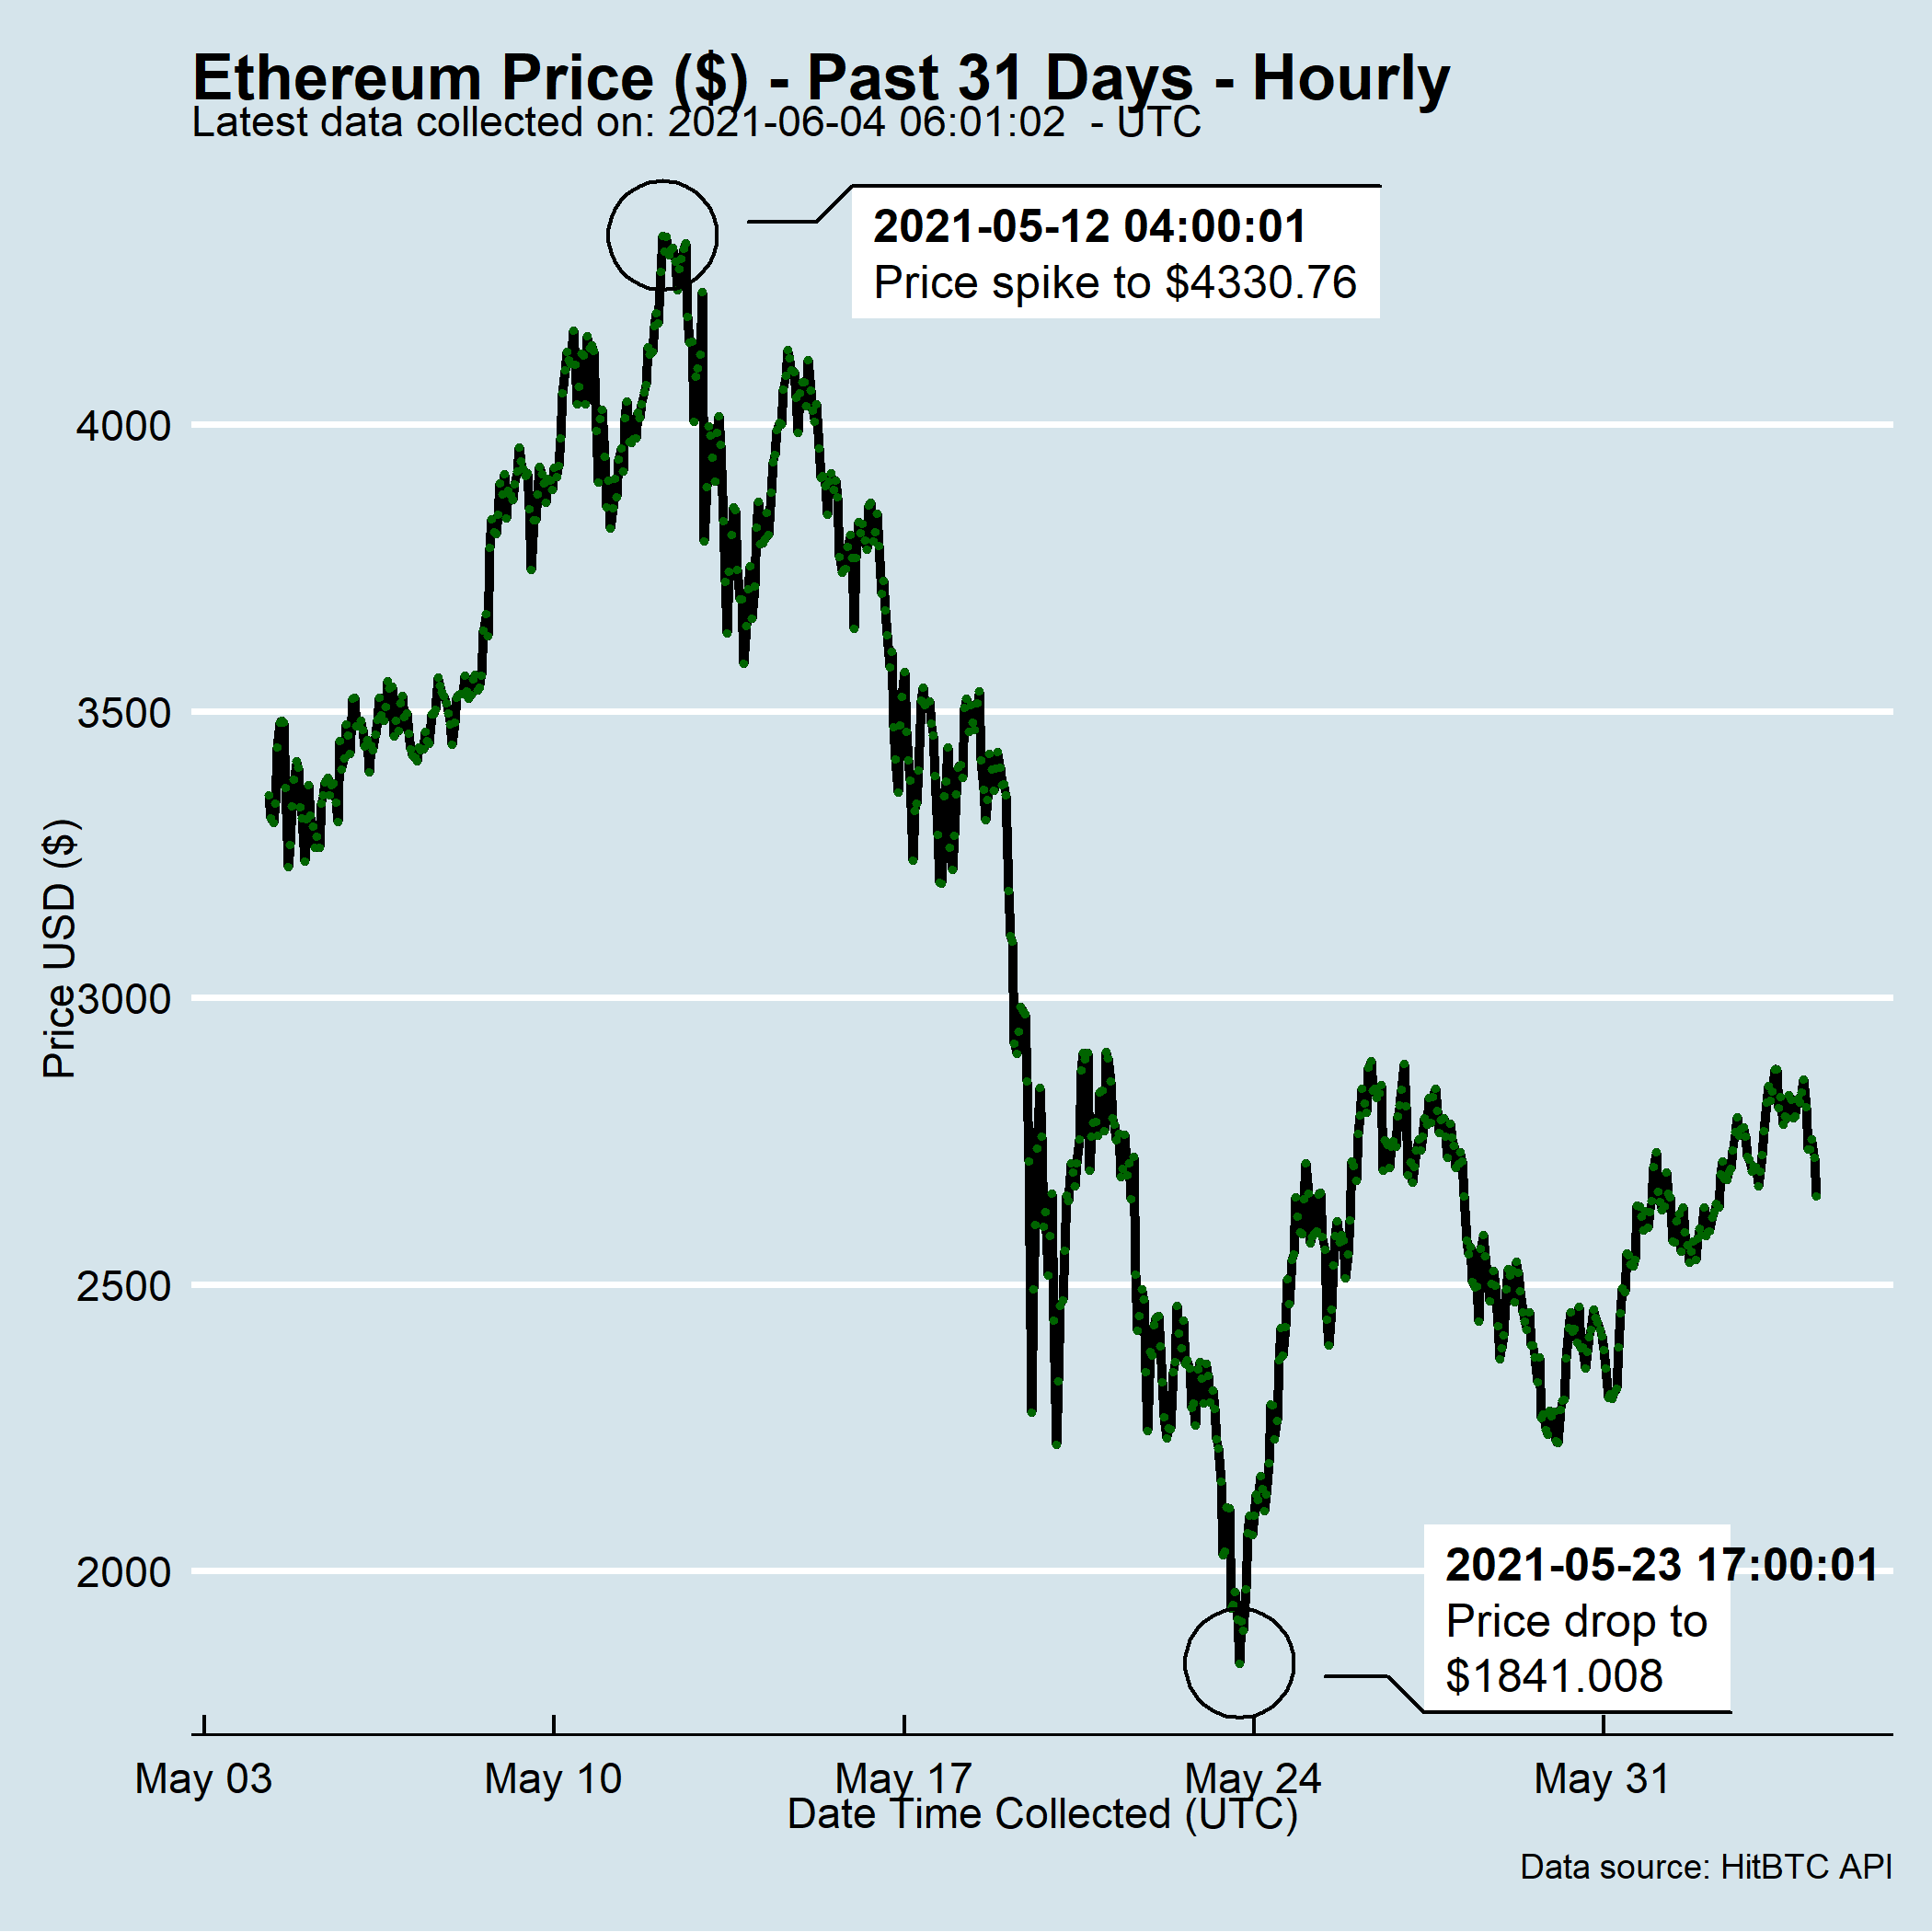 Ethereum Price ($) - Past 31 Days - Hourly
Latest data collected on: 2021-06-04 06:01:02  - UTC
2021-05-12 04:00:01
Price spike to $4330.76
4000
3500
3000
2500
2000
Price USD ($)
2021-05-23 17:00:01
Price drop to
$1841.008
May 03
May 10
May 17
May 24
May 31
Date Time Collected (UTC)
Data source: HitBTC API